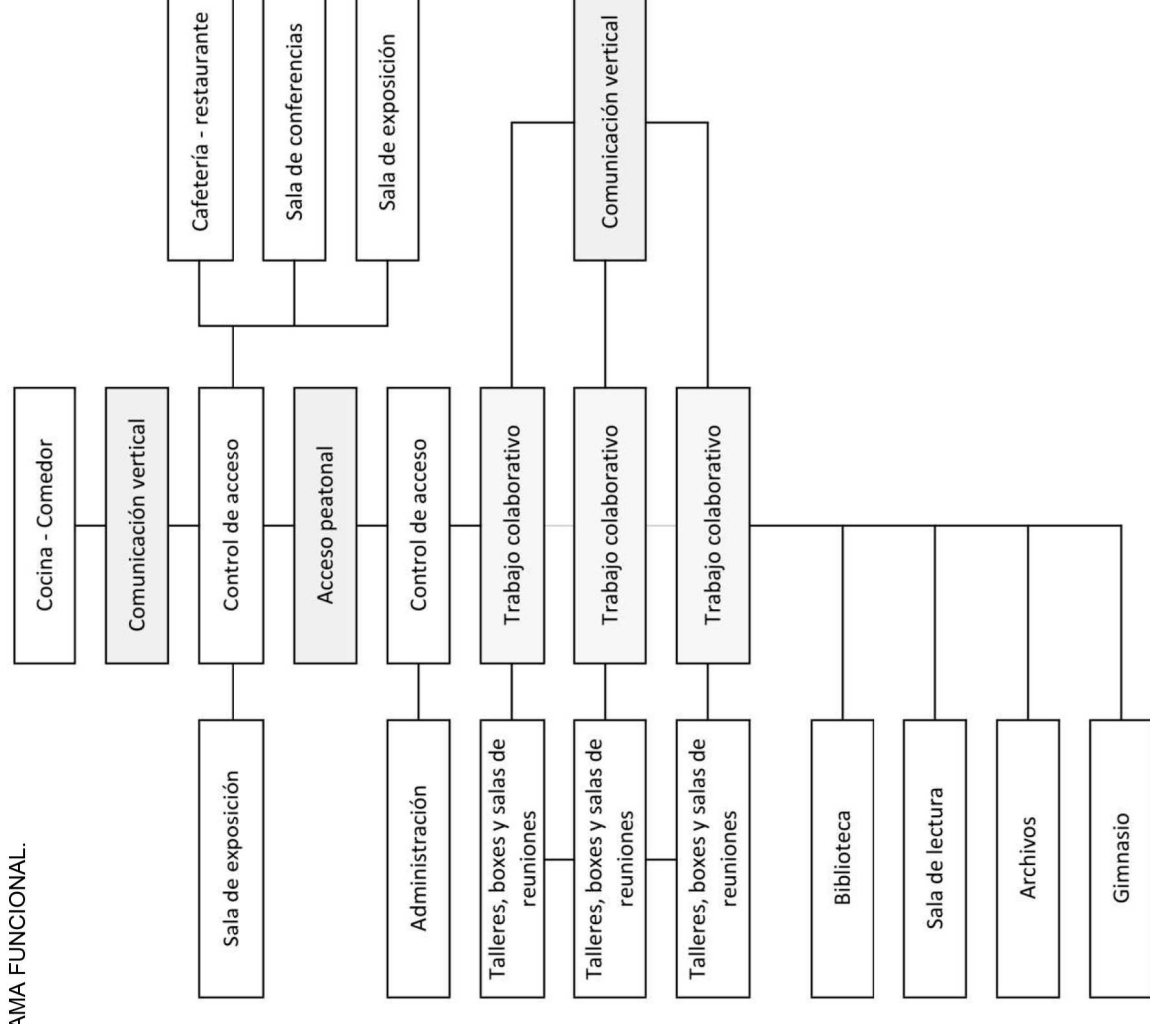 AMA FUNCIONAL.
Cocina - Comedor
Comunicación vertical
Cafetería - restaurante
Sala de conferencias
Sala de exposición
Sala de exposición
Control de acceso
Acceso peatonal
Administración
Control de acceso
Talleres, boxes y salas de
reuniones
Trabajo colaborativo
Talleres, boxes y salas de
reuniones
Trabajo colaborativo
Comunicación vertical
Talleres, boxes y salas de
reuniones
Trabajo colaborativo
Biblioteca
Sala de lectura
Archivos
Gimnasio